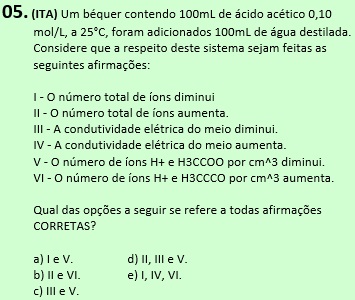 05. (ITA) Um béquer contendo 100mL de ácido acético 0,10
mol/L, a 25°C, foram adicionados 100mL de água destilada.
Considere que a respeito deste sistema sejam feitas as
seguintes afirmações:
I - O número total de íons diminui
II - O número total de íons aumenta.
III - A condutividade elétrica do meio diminui.
IV - A condutividade elétrica do meio aumenta.
V - O número de íons H+ e H3CCOO por cm^3 diminui.
VI - O número de íons H+ e H3CCCO por cm^3 aumenta.
Qual das opções a seguir se refere a todas afirmações
CORRETAS?
a) I e V. d) II, III e V.
b) II e VI. e) I, IV, VI.
c) III e V.